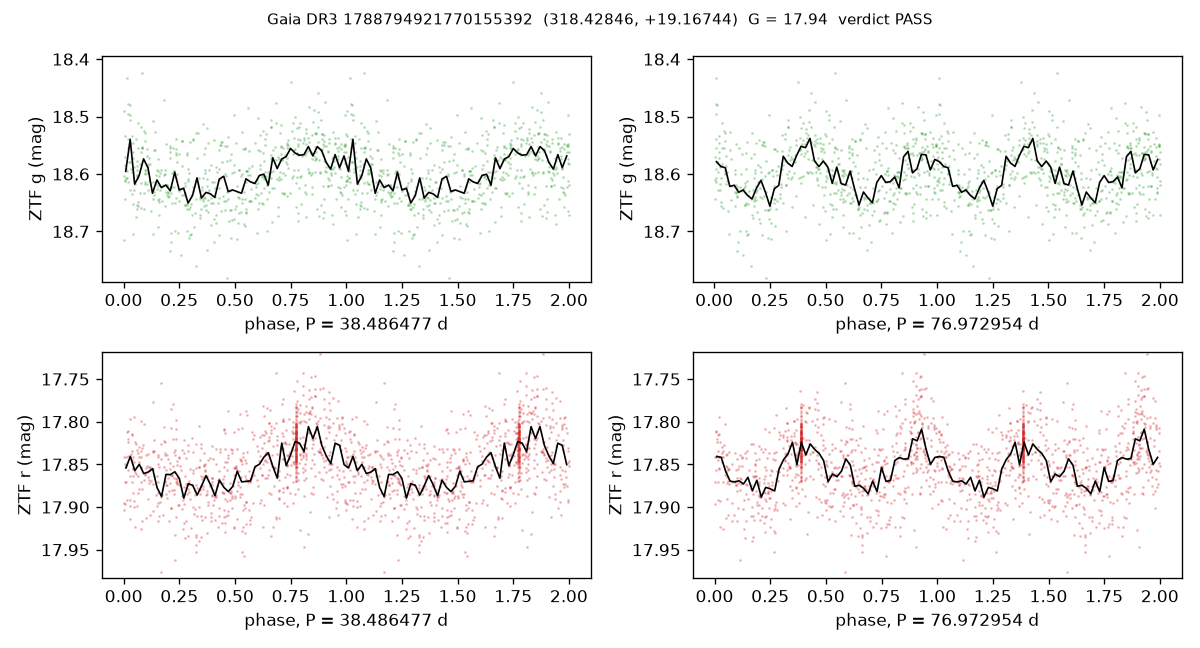 Gaia DR3 1788794921770155392 (318.42846, +19.16744) G = 17.94 verdict PASS
18.4
18.5
18.6
18.7
ZTF g (mag)
0.00 0.25 0.50 0.75 1.00 1.25 1.50 1.75 2.00
phase, P = 38.486477 d
18.4
18.5
18.6
18.7
ZTF g (mag)
0.00 0.25 0.50 0.75 1.00 1.25 1.50 1.75 2.00
phase, P = 76.972954 d
17.75
17.80
17.85
17.90
17.95
ZTF r (mag)
0.00 0.25 0.50 0.75 1.00 1.25 1.50 1.75 2.00
phase, P = 38.486477 d
17.75
17.80
17.85
17.90
17.95
ZTF r (mag)
0.00 0.25 0.50 0.75 1.00 1.25 1.50 1.75 2.00
phase, P = 76.972954 d